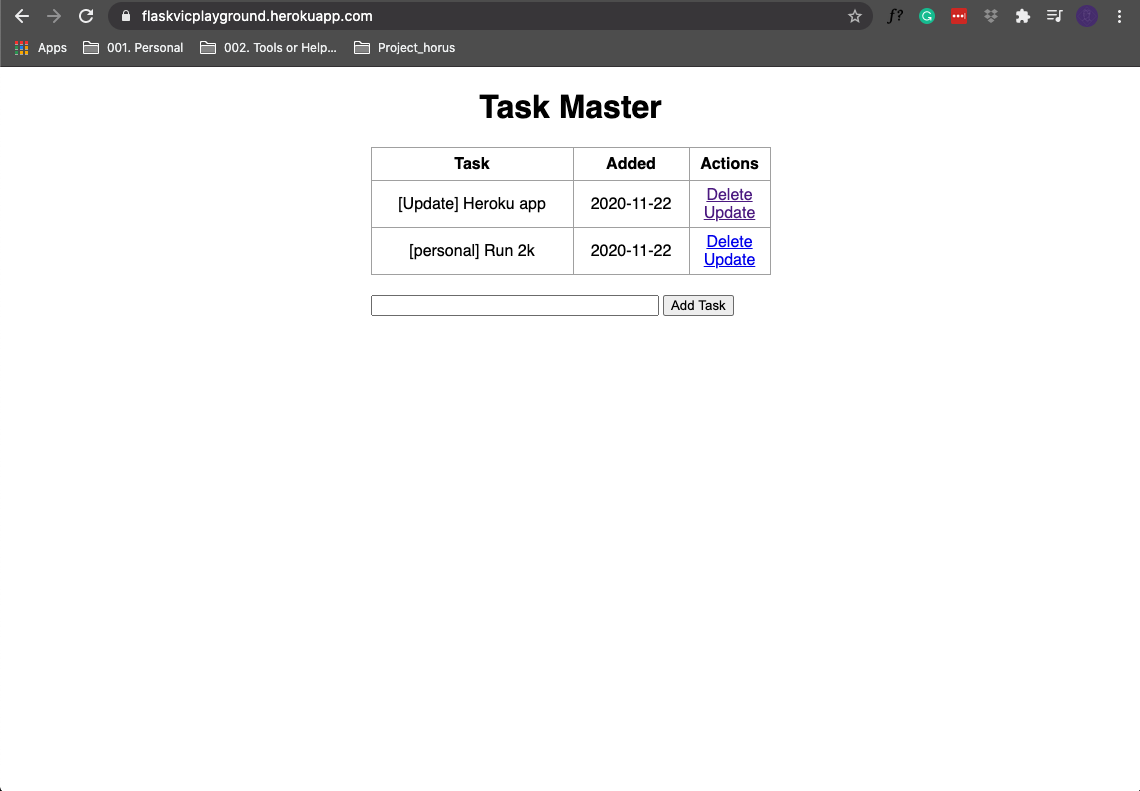 flaskvicplayground.herokuapp.com
f?
Apps 001. Personal 002. Tools or Help... Project_horus
Task Master
Task Added Actions
[Update] Heroku app 2020-11-22 Delete
Update
[personal] Run 2k 2020-11-22 Delete
Update
Add Task